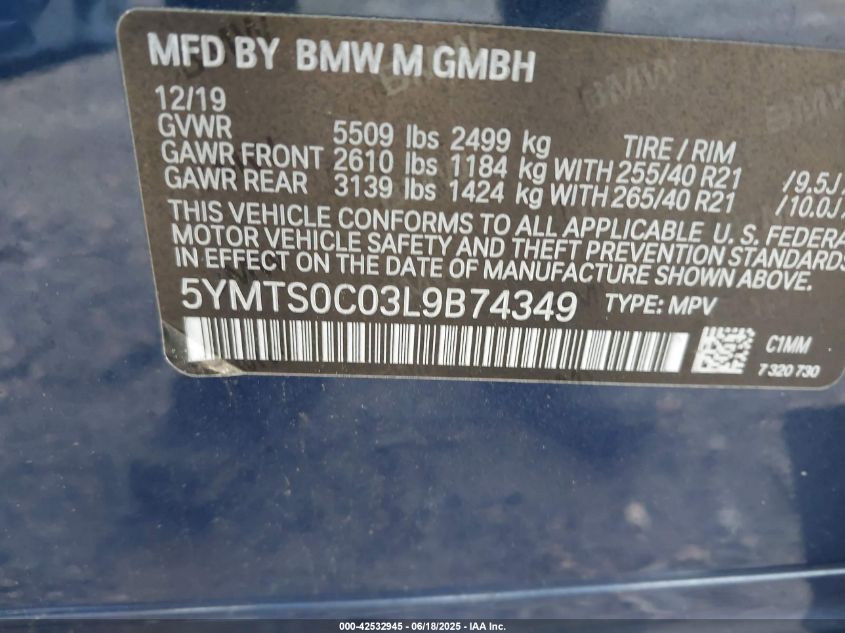 MFD BY BMW M GMBH
12/19
GVWR 5509 lbs 2499 kg TIRE / RIM
GAWR FRONT 2610 lbs 1184 kg WITH 255/40 R21 /9.5J
GAWR REAR 3139 lbs 1424 kg WITH 265/40 R21 /10.0J
THIS VEHICLE CONFORMS TO ALL APPLICABLE U. S. FEDERA
MOTOR VEHICLE SAFETY AND THEFT PREVENTION STANDARDS
IN EFFECT ON THE DATE OF MANUFACTURE SHOWN ABOVE.
5YMTS0C03L9B74349 TYPE: MPV
C1MM
7 320 730
000-42532945 / 06/18/2025 - IAA Inc.